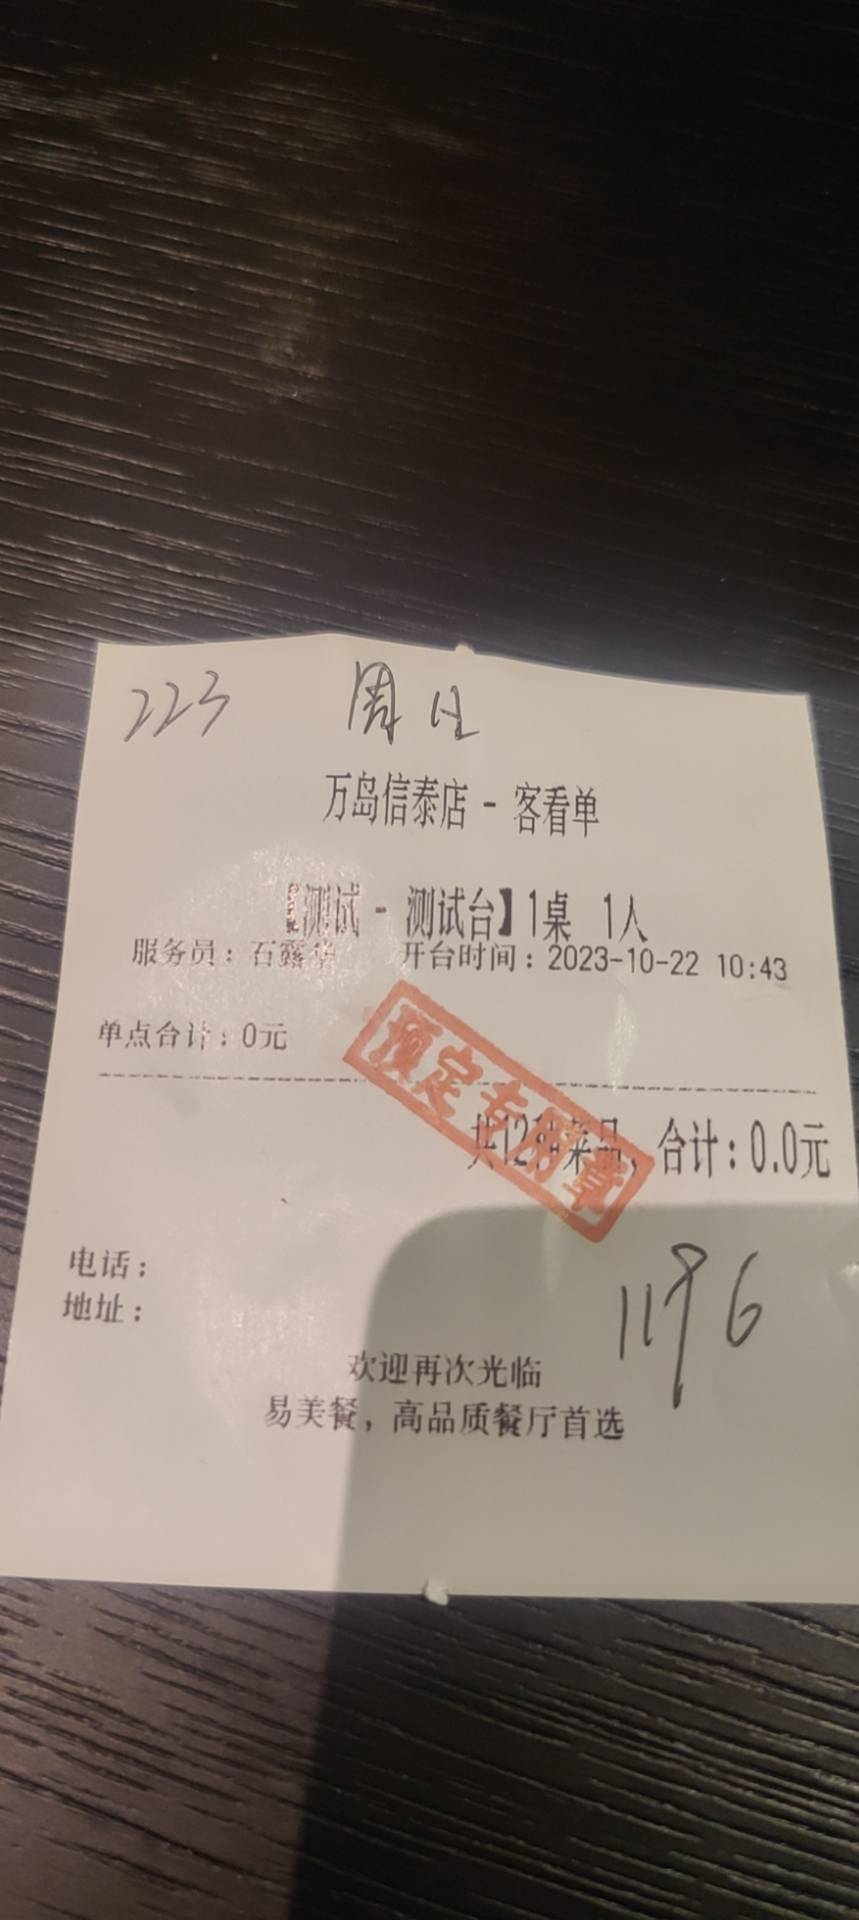 223 周日
万岛信泰店 - 客看单
【测试 - 测试台】1桌 1人
服务员：石露华 开台时间：2023-10-22 10:43
单点合计：0元
预定专用章
共12种菜品，合计：0.0元
电话：
地址：
1196
欢迎再次光临
易美餐，高品质餐厅首选